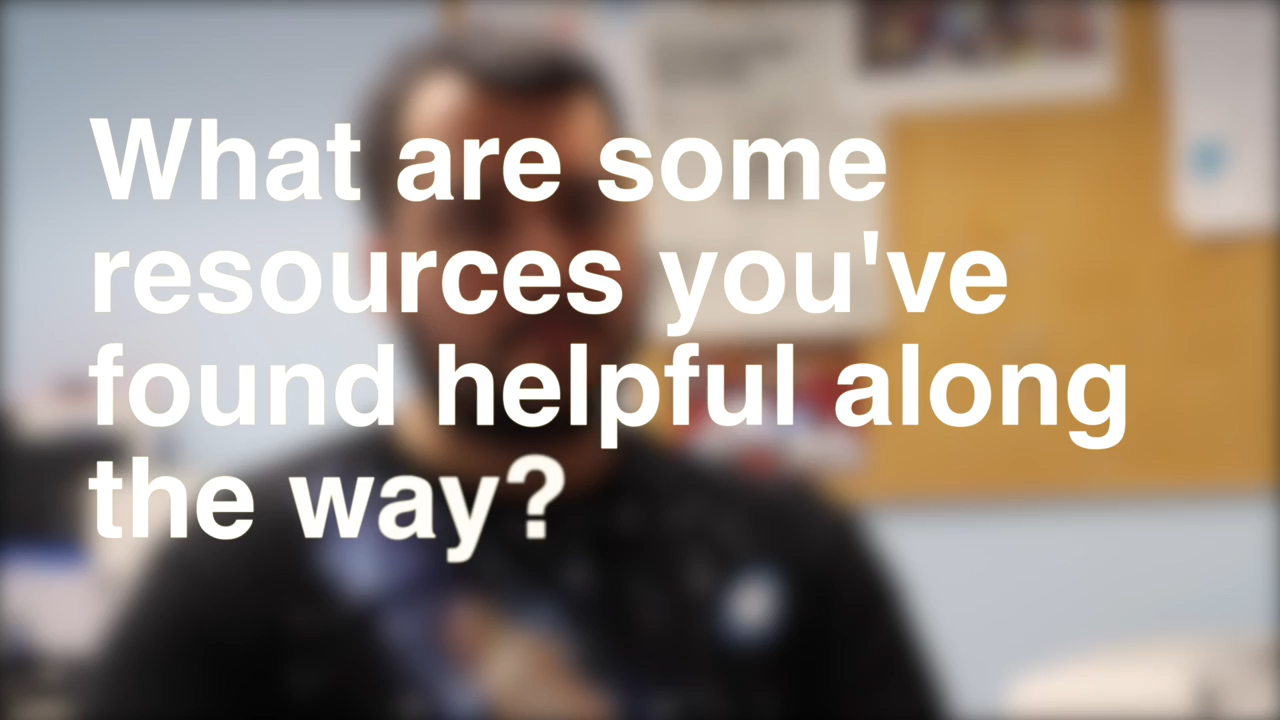 What are some
resources you've
found helpful along
the way?